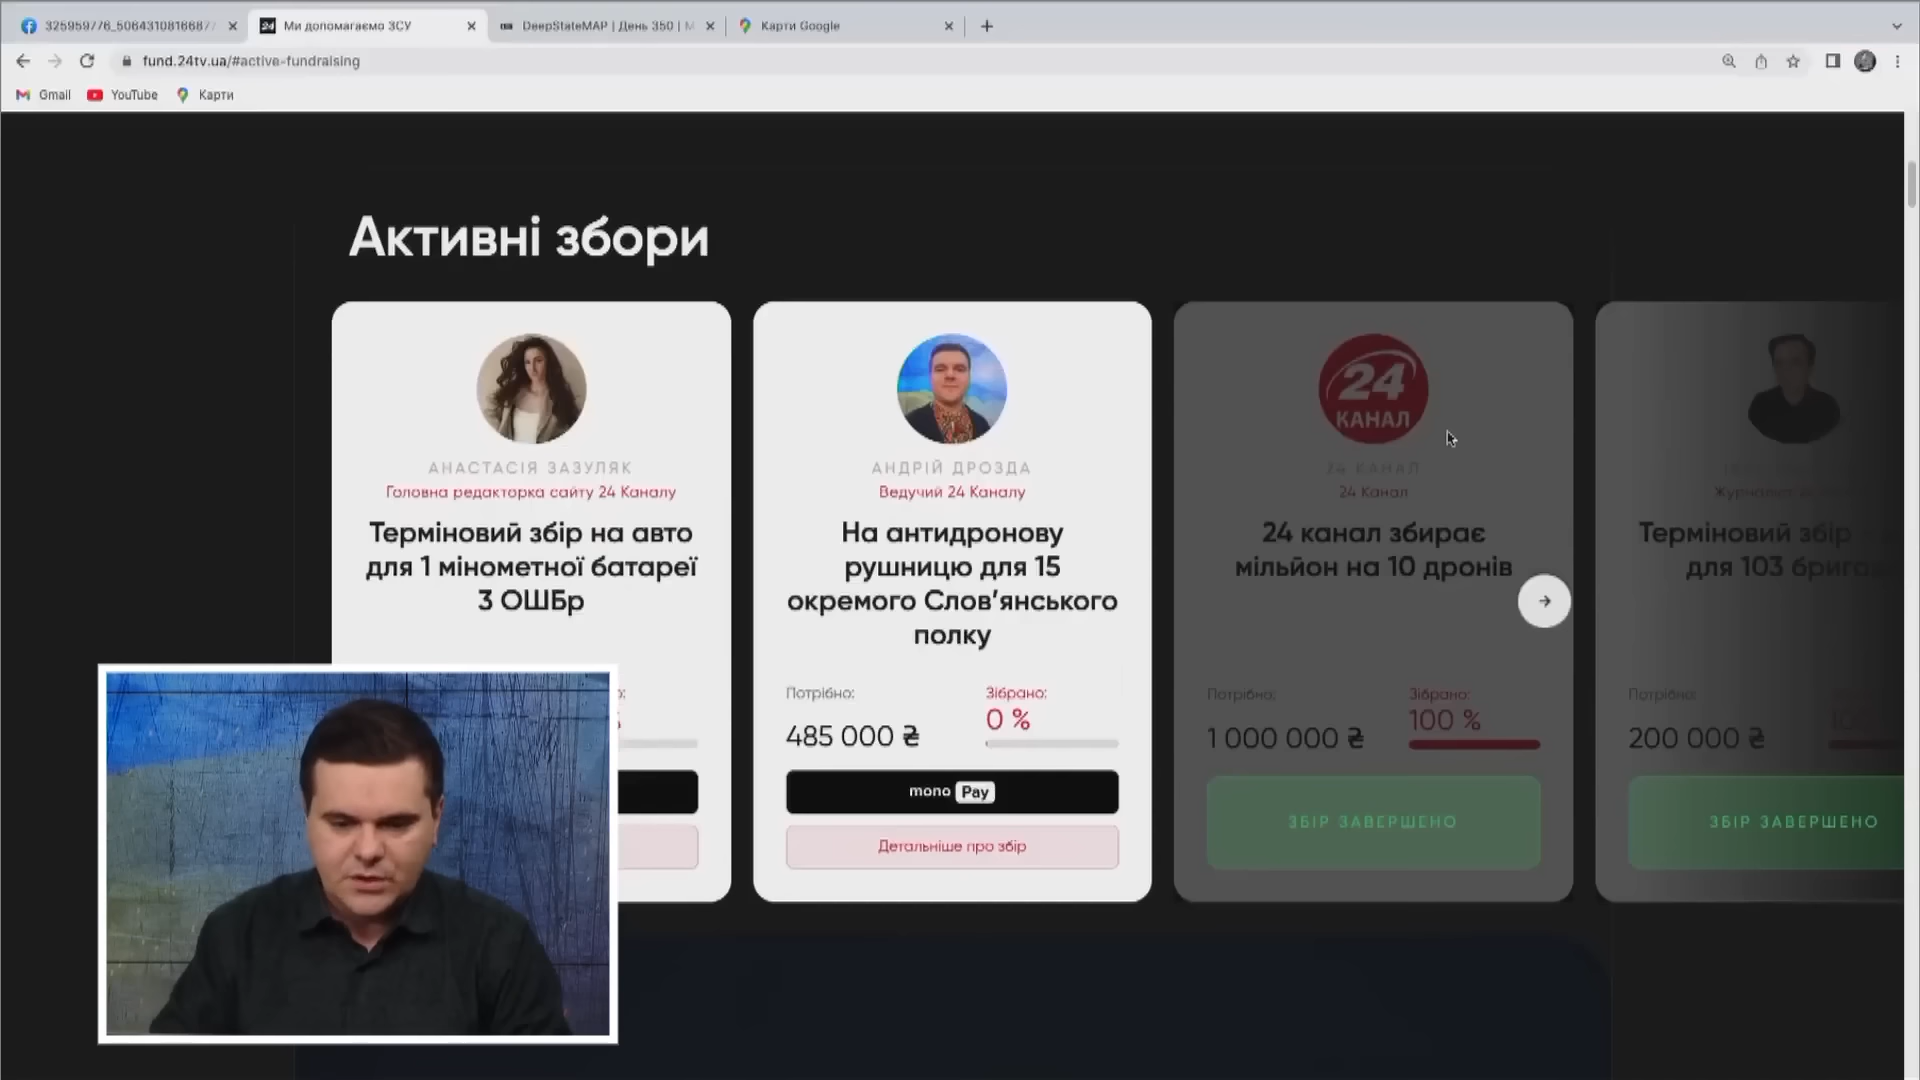 325959776_50643108166877
Ми допомагаємо ЗСУ
DeepStateMAP | День 350 |
Карти Google
fund.24tv.ua/#active-fundraising
Gmail
YouTube
Карти
Активні збори
АНАСТАСІЯ ЗАЗУЛЯК
Головна редакторка сайту 24 Каналу
Терміновий збір на авто
для 1 мінометної батареї
3 ОШБр
АНДРІЙ ДРОЗДА
Ведучий 24 Каналу
На антидронову
рушницю для 15
окремого Слов’янського
полку
Потрібно:
485 000 ₴
Зібрано:
0 %
mono Pay
Детальніше про збір
24
КАНАЛ
24 КАНАЛ
24 Канал
24 канал збирає
мільйон на 10 дронів
Потрібно:
1 000 000 ₴
Зібрано:
100 %
ЗБІР ЗАВЕРШЕНО
Журналіст
Терміновий збір
для 103
Потрібно:
200 000 ₴
ЗБІР ЗАВЕРШЕНО